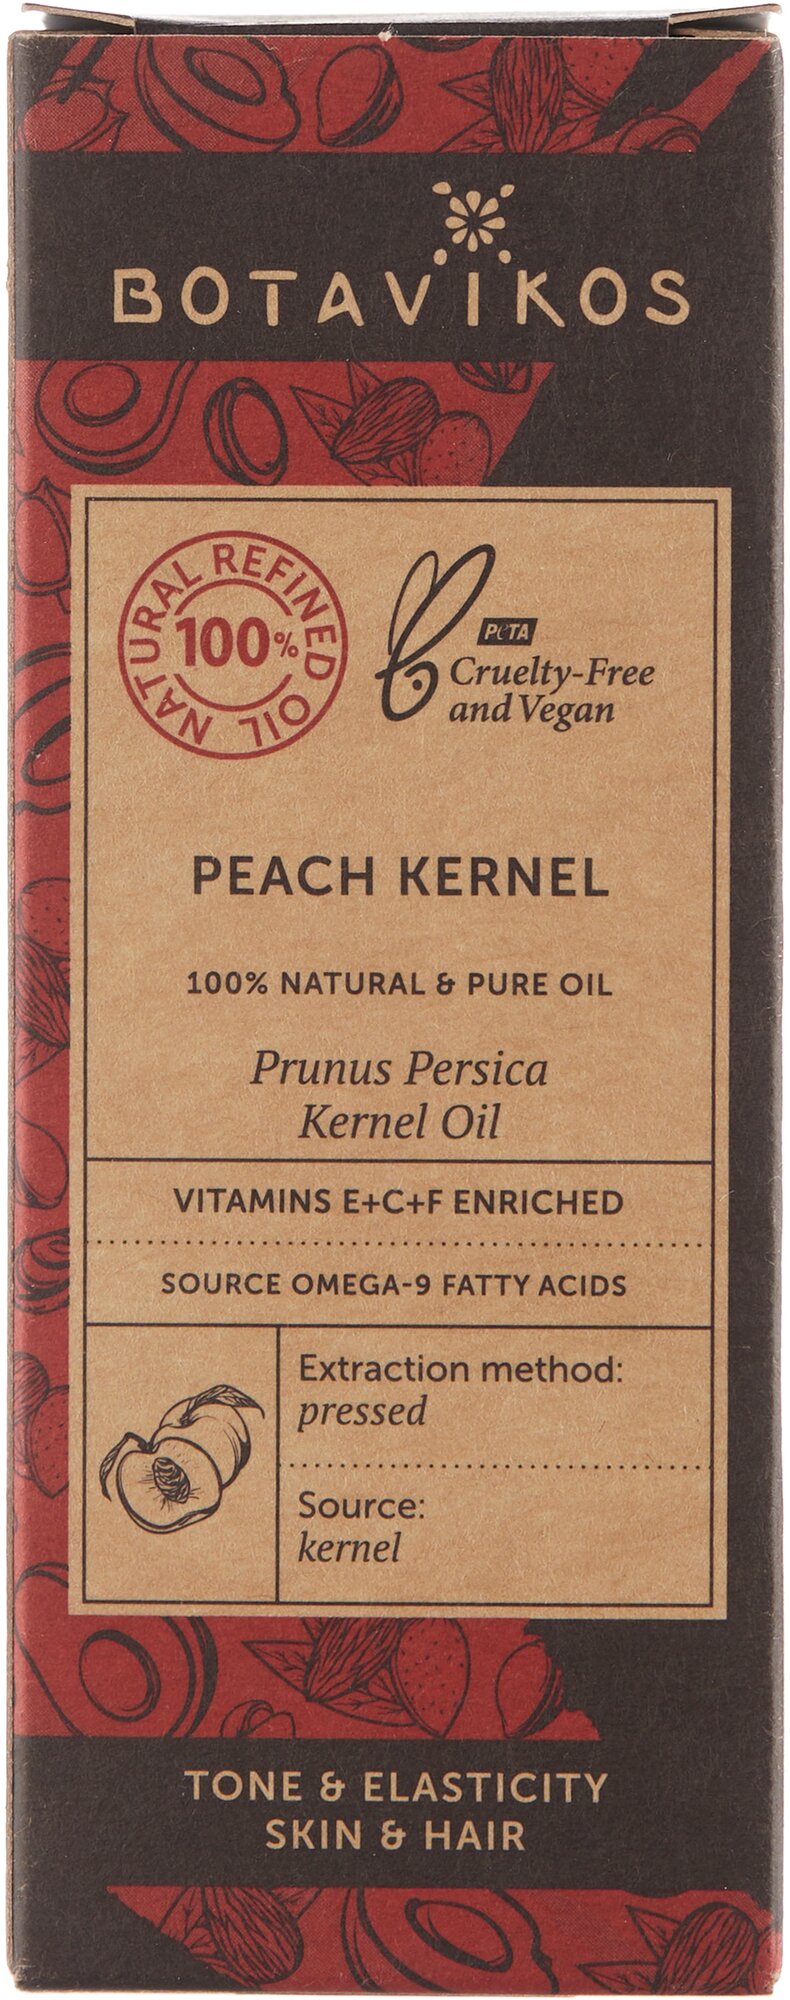 BOTAVIKOS
NATURAL REFINED OIL
100%
PETA
Cruelty-Free
and Vegan
PEACH KERNEL
100% NATURAL & PURE OIL
Prunus Persica
Kernel Oil
VITAMINS E+C+F ENRICHED
SOURCE OMEGA-9 FATTY ACIDS
Extraction method:
pressed
Source:
kernel
TONE & ELASTICITY
SKIN & HAIR